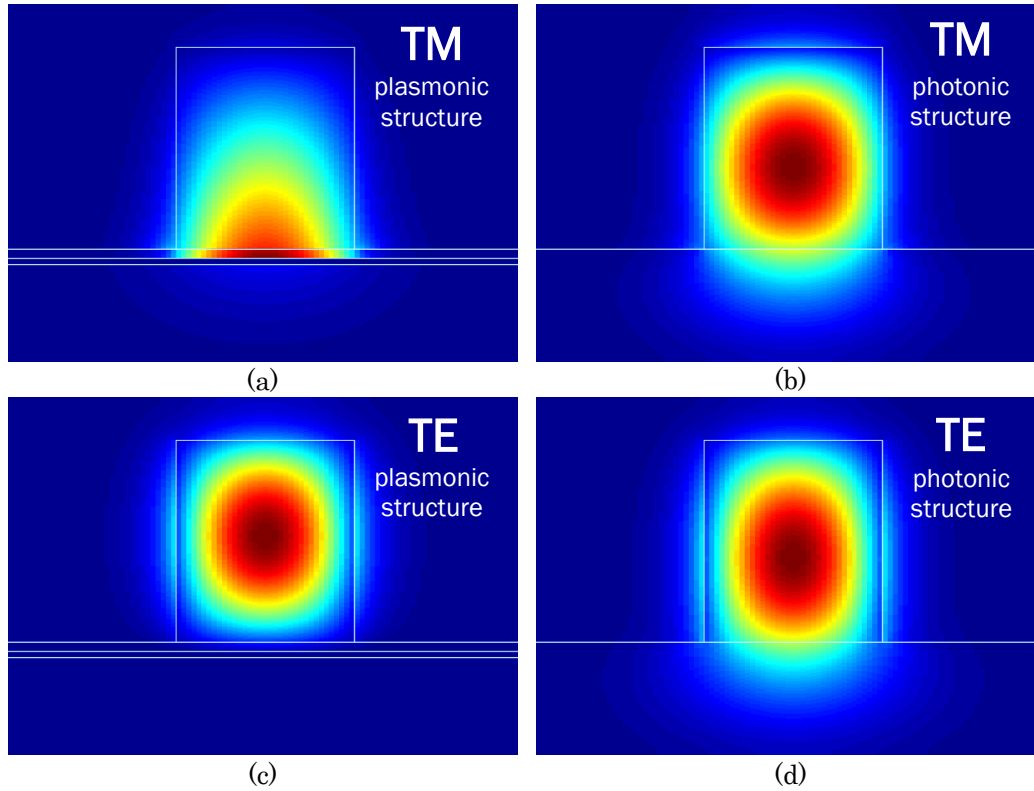 TM
plasmonic
structure
TM
photonic
structure
(a)
(b)
TE
plasmonic
structure
TE
photonic
structure
(c)
(d)